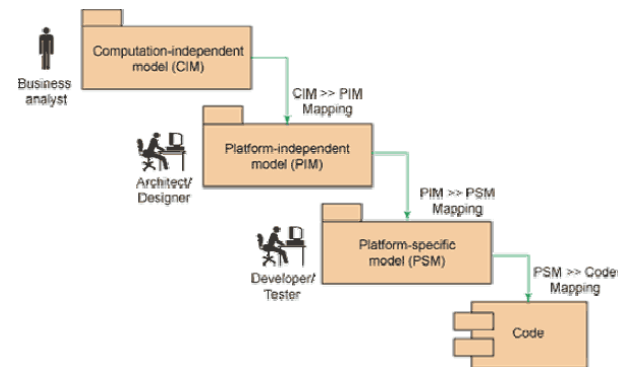 Computation-independent
model (CIM)
Business
analyst
CIM >> PIM
Mapping
Platform-independent
model (PIM)
Architect/
Designer
PIM >> PSM
Mapping
Platform-specific
model (PSM)
Developer/
Tester
PSM >> Code
Mapping
Code